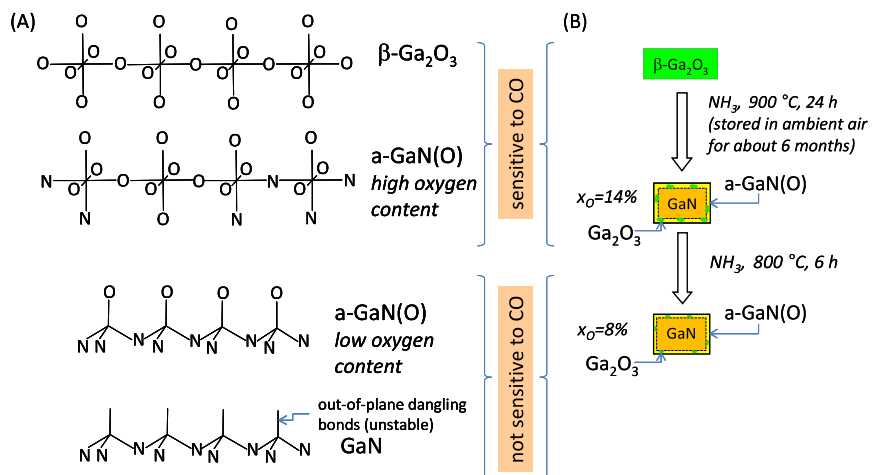 (A)
O O O O
O O O O
O O O O O
O O O O
O O O O
β-Ga₂O₃
O O O O
O O O O
N O O N N
O O O O
N O N N
a-GaN(O)
high oxygen
content
sensitive to CO
O O O O
N N N N N
N N N N
a-GaN(O)
low oxygen
content
out-of-plane dangling
bonds (unstable)
N N N N N
N N N N
GaN
not sensitive to CO
(B)
β-Ga₂O₃
NH₃, 900 °C, 24 h
(stored in ambient air
for about 6 months)
xO=14%
GaN
a-GaN(O)
Ga₂O₃
NH₃, 800 °C, 6 h
xO=8%
GaN
a-GaN(O)
Ga₂O₃